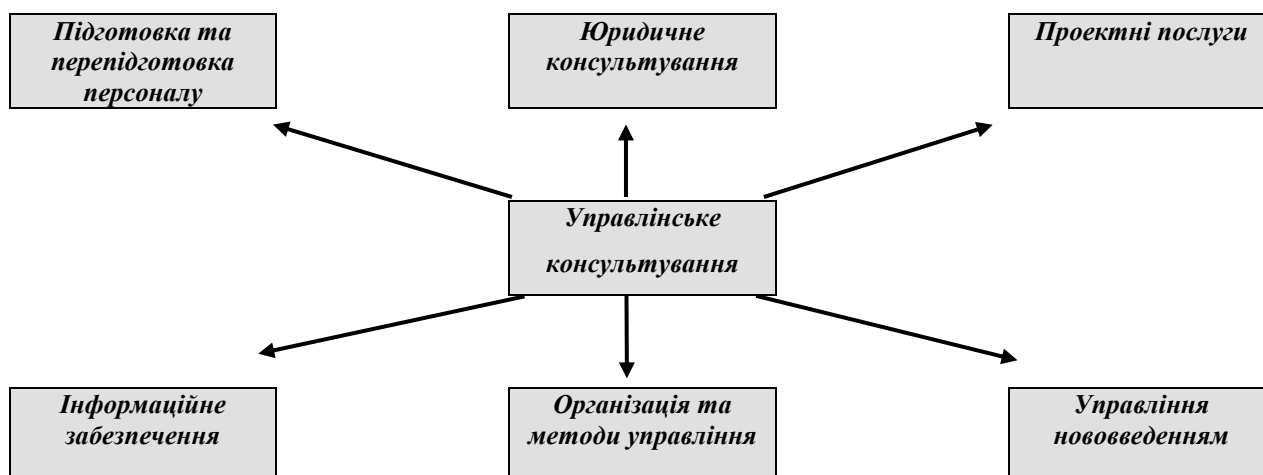 Підготовка та
перепідготовка
персоналу
Юридичне
консультування
Проектні послуги
Управлінське
консультування
Інформаційне
забезпечення
Організація та
методи управління
Управління
нововведенням